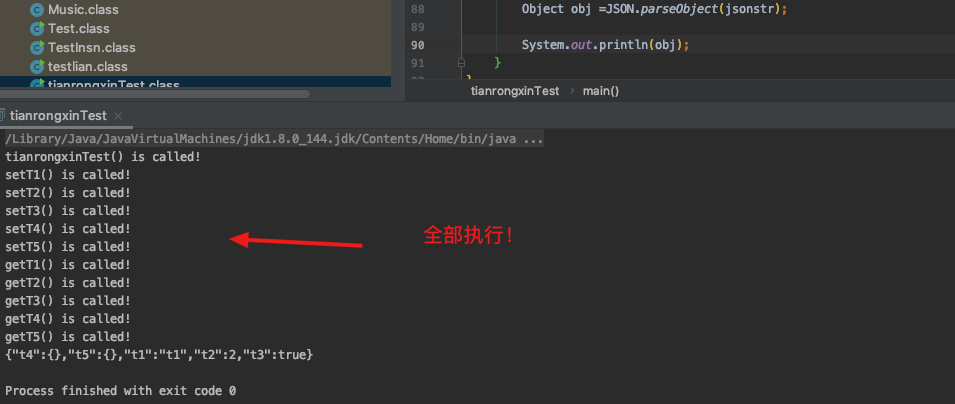 Music.class
Test.class
TestInsn.class
testlian.class
tianrongxinTest.class
88 Object obj =JSON.parseObject(jsonstr);
89
90 System.out.println(obj);
91 }
tianrongxinTest › main()
tianrongxinTest ×
/Library/Java/JavaVirtualMachines/jdk1.8.0_144.jdk/Contents/Home/bin/java ...
tianrongxinTest() is called!
setT1() is called!
setT2() is called!
setT3() is called!
setT4() is called!
setT5() is called!
全部执行！
getT1() is called!
getT2() is called!
getT3() is called!
getT4() is called!
getT5() is called!
{"t4":{},"t5":{},"t1":"t1","t2":2,"t3":true}
Process finished with exit code 0